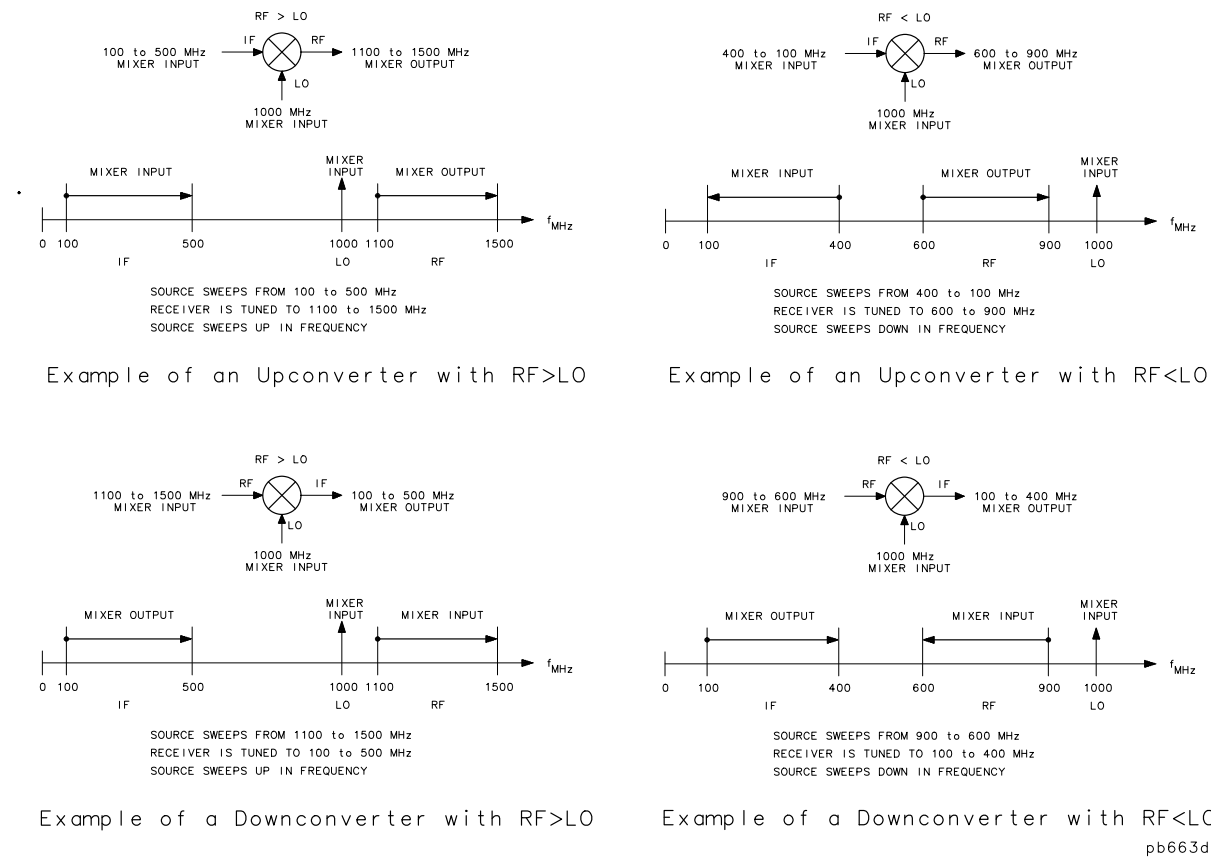 RF > LO
IF
RF
100 to 500 MHz
MIXER INPUT
1100 to 1500 MHz
MIXER OUTPUT
LO
1000 MHz
MIXER INPUT
MIXER INPUT
MIXER
INPUT
MIXER OUTPUT
fMHz
0 100 500 1000 1100 1500
IF LO RF
SOURCE SWEEPS FROM 100 to 500 MHz
RECEIVER IS TUNED TO 1100 to 1500 MHz
SOURCE SWEEPS UP IN FREQUENCY
Example of an Upconverter with RF>LO
RF < LO
IF
RF
400 to 100 MHz
MIXER INPUT
600 to 900 MHz
MIXER OUTPUT
LO
1000 MHz
MIXER INPUT
MIXER INPUT
MIXER OUTPUT
MIXER
INPUT
fMHz
0 100 400 600 900 1000
IF RF LO
SOURCE SWEEPS FROM 400 to 100 MHz
RECEIVER IS TUNED TO 600 to 900 MHz
SOURCE SWEEPS DOWN IN FREQUENCY
Example of an Upconverter with RF<LO
RF > LO
RF
IF
1100 to 1500 MHz
MIXER INPUT
100 to 500 MHz
MIXER OUTPUT
LO
1000 MHz
MIXER INPUT
MIXER OUTPUT
MIXER
INPUT
MIXER INPUT
fMHz
0 100 500 1000 1100 1500
IF LO RF
SOURCE SWEEPS FROM 1100 to 1500 MHz
RECEIVER IS TUNED TO 100 to 500 MHz
SOURCE SWEEPS UP IN FREQUENCY
Example of a Downconverter with RF>LO
RF < LO
RF
IF
900 to 600 MHz
MIXER INPUT
100 to 400 MHz
MIXER OUTPUT
LO
1000 MHz
MIXER INPUT
MIXER OUTPUT
MIXER INPUT
MIXER
INPUT
fMHz
0 100 400 600 900 1000
IF RF LO
SOURCE SWEEPS FROM 900 to 600 MHz
RECEIVER IS TUNED TO 100 to 400 MHz
SOURCE SWEEPS DOWN IN FREQUENCY
Example of a Downconverter with RF<LO
pb663d